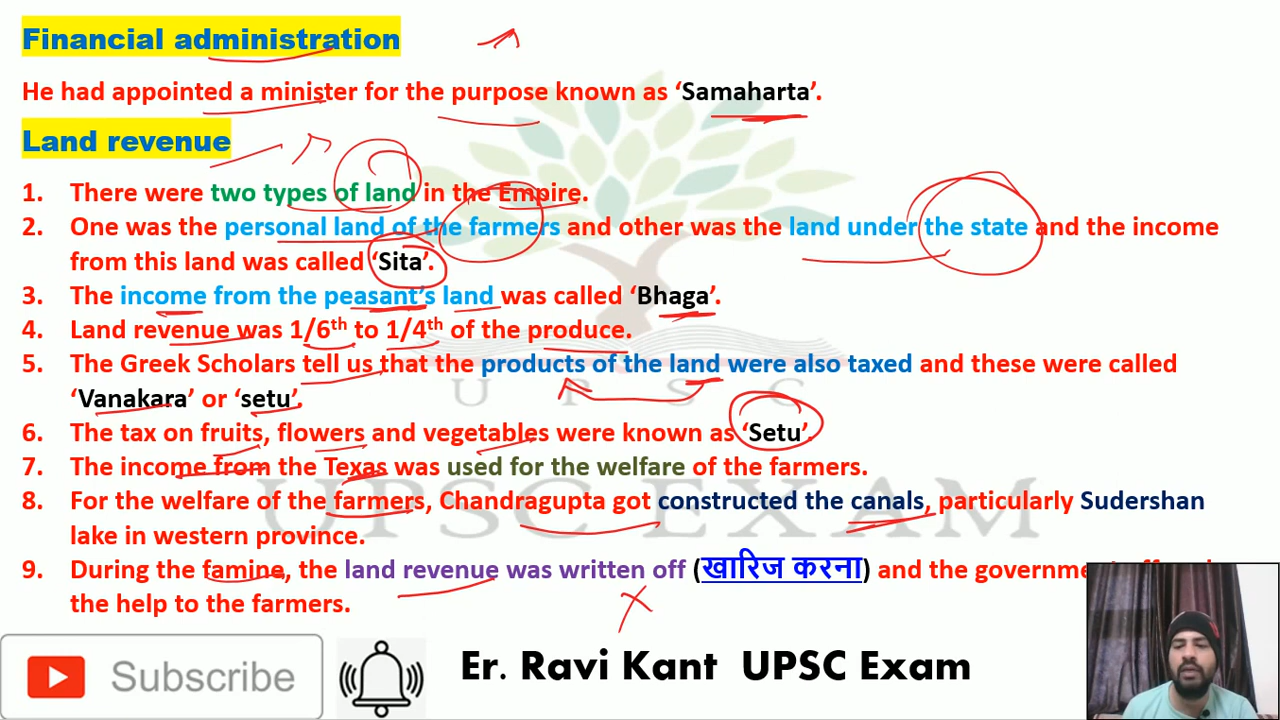 Financial administration
He had appointed a minister for the purpose known as ‘Samaharta’.
Land revenue
1. There were two types of land in the Empire.
2. One was the personal land of the farmers and other was the land under the state and the income
from this land was called ‘Sita’.
3. The income from the peasant’s land was called ‘Bhaga’.
4. Land revenue was 1/6th to 1/4th of the produce.
5. The Greek Scholars tell us that the products of the land were also taxed and these were called
‘Vanakara’ or ‘setu’.
6. The tax on fruits, flowers and vegetables were known as ‘Setu’.
7. The income from the Texas was used for the welfare of the farmers.
8. For the welfare of the farmers, Chandragupta got constructed the canals, particularly Sudershan
lake in western province.
9. During the famine, the land revenue was written off (खारिज करना) and the
the help to the farmers.
UPSC
UPSC EXAM
Subscribe
Er. Ravi Kant UPSC Exam